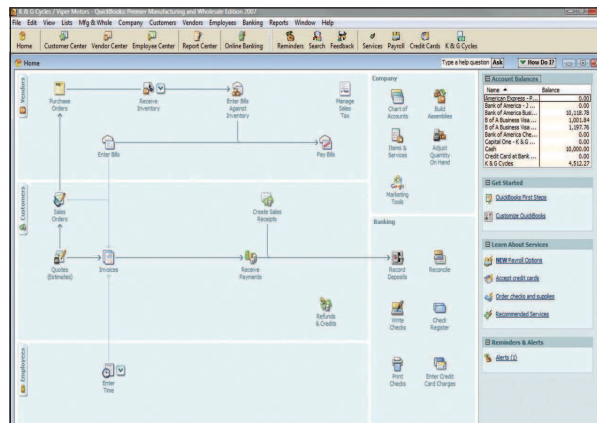 K & G Cycles / Viper Motors - QuickBooks: Premier Manufacturing and Wholesale Edition 2007
File Edit View Lists Mfg & Whsle Company Customers Vendors Employees Banking Reports Window Help
Home Customer Center Vendor Center Employee Center Report Center Online Banking Reminders Search Feedback Services Payroll Credit Cards K & G Cycles
Home Type a help question Ask How Do I?
Vendors
Purchase Orders
Receive Inventory
Enter Bills Against Inventory
Manage Sales Tax
Enter Bills
Pay Bills
Customers
Sales Orders
Create Sales Receipts
Quotes (Estimates)
Invoices
Receive Payments
Refunds & Credits
Employees
Enter Time
Company
Chart of Accounts
Build Assemblies
Items & Services
Adjust Quantity On Hand
Google
Marketing Tools
Banking
Record Deposits
Reconcile
Write Checks
Check Register
Print Checks
Enter Credit Card Charges
Account Balances
Name Balance
American Express - P... 0.00
Bank of America - J ... 0.00
Bank of America Busi... 10,118.78
B of A Business Visa ... 1,001.84
B of A Business Visa ... 1,197.76
Bank of America Che... 0.00
Capital One - K & G ... 0.00
Cash 10,000.00
Credit Card at Bank ... 0.00
K & G Cycles 4,512.27
Get Started
QuickBooks First Steps
Customize QuickBooks
Learn About Services
NEW Payroll Options
Accept credit cards
Order checks and supplies
Recommended Services
Reminders & Alerts
Alerts (1)